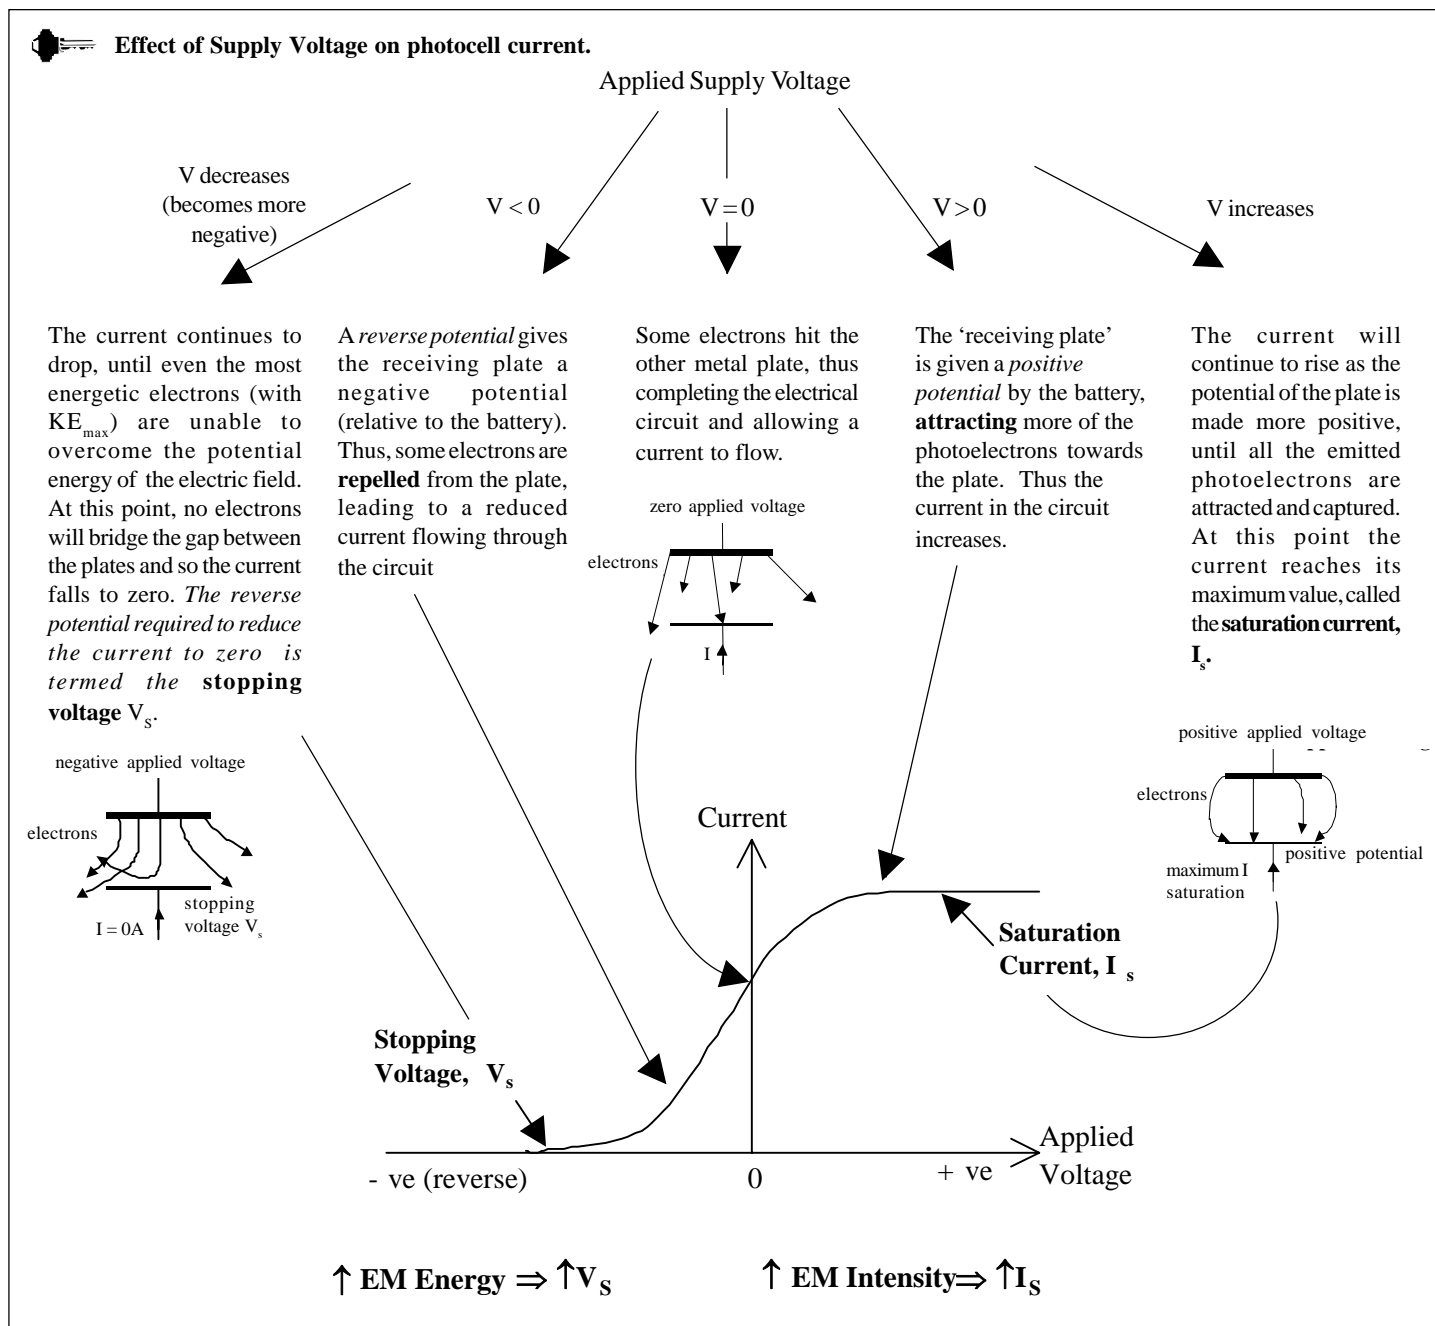 Effect of Supply Voltage on photocell current.
Applied Supply Voltage
V decreases
(becomes more
negative)
V < 0
V = 0
V > 0
V increases
The current continues to
drop, until even the most
energetic electrons (with
KEmax) are unable to
overcome the potential
energy of the electric field.
At this point, no electrons
will bridge the gap between
the plates and so the current
falls to zero. The reverse
potential required to reduce
the current to zero is
termed the stopping
voltage VS.
A reverse potential gives
the receiving plate a
negative potential
(relative to the battery).
Thus, some electrons are
repelled from the plate,
leading to a reduced
current flowing through
the circuit
Some electrons hit the
other metal plate, thus
completing the electrical
circuit and allowing a
current to flow.
The ‘receiving plate’
is given a positive
potential by the battery,
attracting more of the
photoelectrons towards
the plate. Thus the
current in the circuit
increases.
The current will
continue to rise as the
potential of the plate is
made more positive,
until all the emitted
photoelectrons are
attracted and captured.
At this point the
current reaches its
maximum value, called
the saturation current,
Is.
zero applied voltage
electrons
I
negative applied voltage
electrons
stopping
voltage Vs
I = 0A
positive applied voltage
electrons
positive potential
maximum I
saturation
Current
Saturation
Current, I s
Stopping
Voltage, Vs
Applied
Voltage
- ve (reverse)
0
+ ve
↑ EM Energy ⇒ ↑VS
↑ EM Intensity⇒ ↑IS